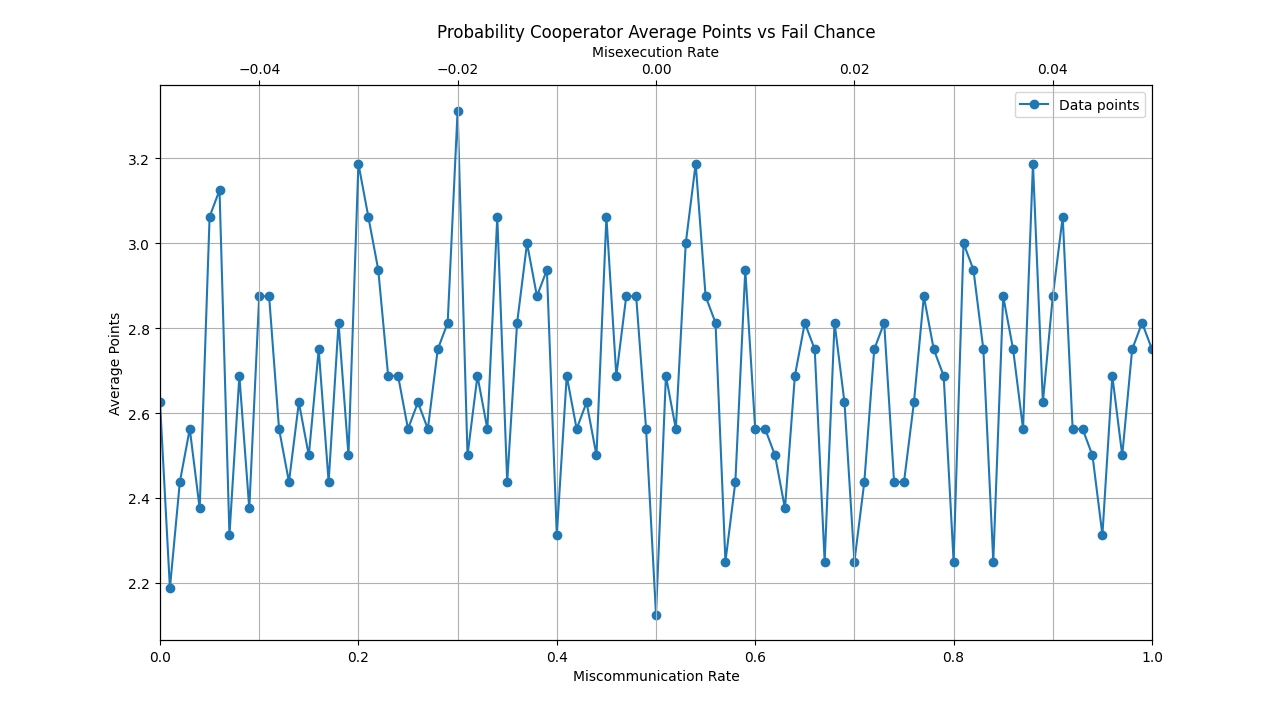 Probability Cooperator Average Points vs Fail Chance
Misexecution Rate
−0.04 −0.02 0.00 0.02 0.04
Data points
3.2
3.0
2.8
2.6
2.4
2.2
Average Points
0.0 0.2 0.4 0.6 0.8 1.0
Miscommunication Rate